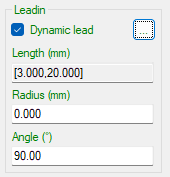 Leadin
Dynamic lead
...
Length (mm)
[3.000,20.000]
Radius (mm)
0.000
Angle (°)
90.00